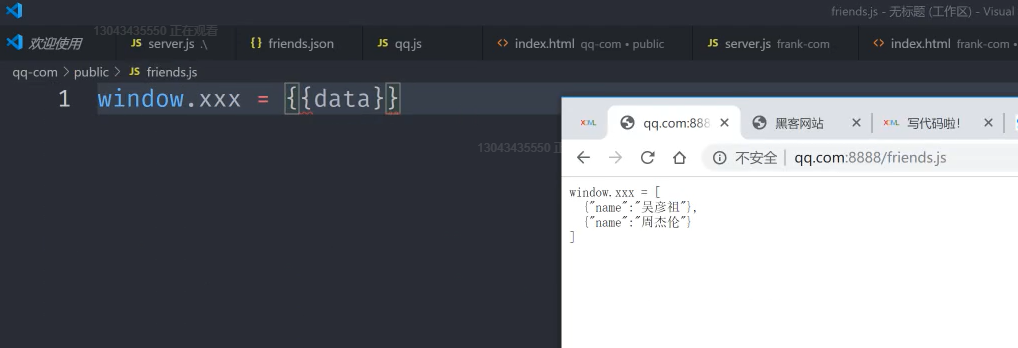 friends.js - 无标题 (工作区) - Visual
13043435550 正在观看
欢迎使用 JS server.js .\ {} friends.json JS qq.js <> index.html qq-com • public JS server.js frank-com <> index.html frank-com •
qq-com > public > JS friends.js
1 window.xxx = {{data}}
13043435550 正
XML qq.com:888 × 黑客网站 × XML 写代码啦! ×
不安全 | qq.com:8888/friends.js
window.xxx = [
{"name":"吴彦祖"},
{"name":"周杰伦"}
]